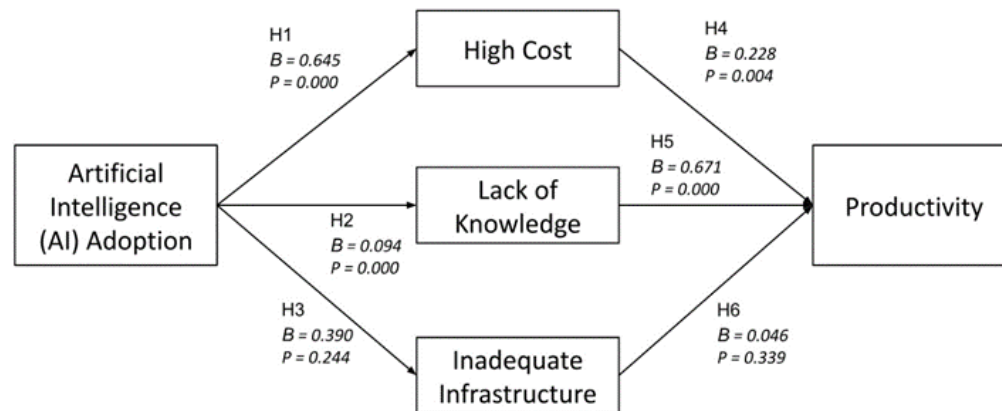 H1
B = 0.645
P = 0.000
High Cost
H4
B = 0.228
P = 0.004
Artificial
Intelligence
(AI) Adoption
H2
B = 0.094
P = 0.000
Lack of
Knowledge
H5
B = 0.671
P = 0.000
Productivity
H3
B = 0.390
P = 0.244
Inadequate
Infrastructure
H6
B = 0.046
P = 0.339